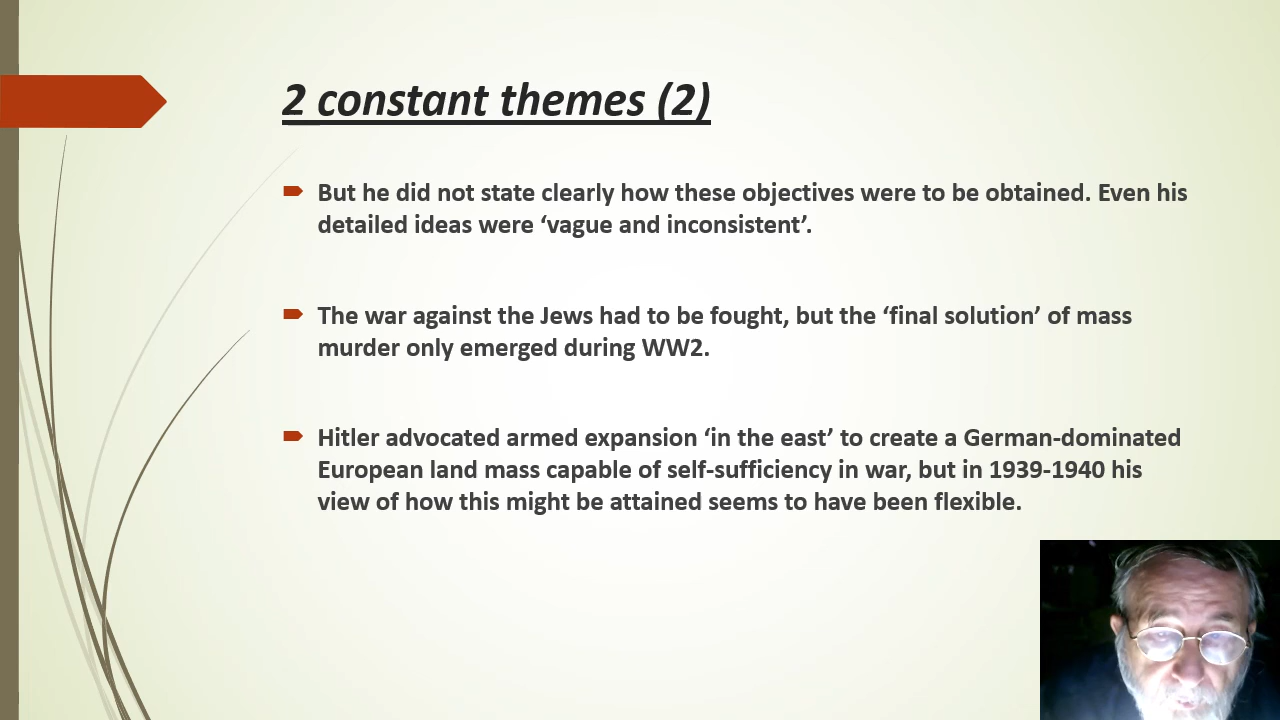 2 constant themes (2)
But he did not state clearly how these objectives were to be obtained. Even his
detailed ideas were ‘vague and inconsistent’.
The war against the Jews had to be fought, but the ‘final solution’ of mass
murder only emerged during WW2.
Hitler advocated armed expansion ‘in the east’ to create a German-dominated
European land mass capable of self-sufficiency in war, but in 1939-1940 his
view of how this might be attained seems to have been flexible.